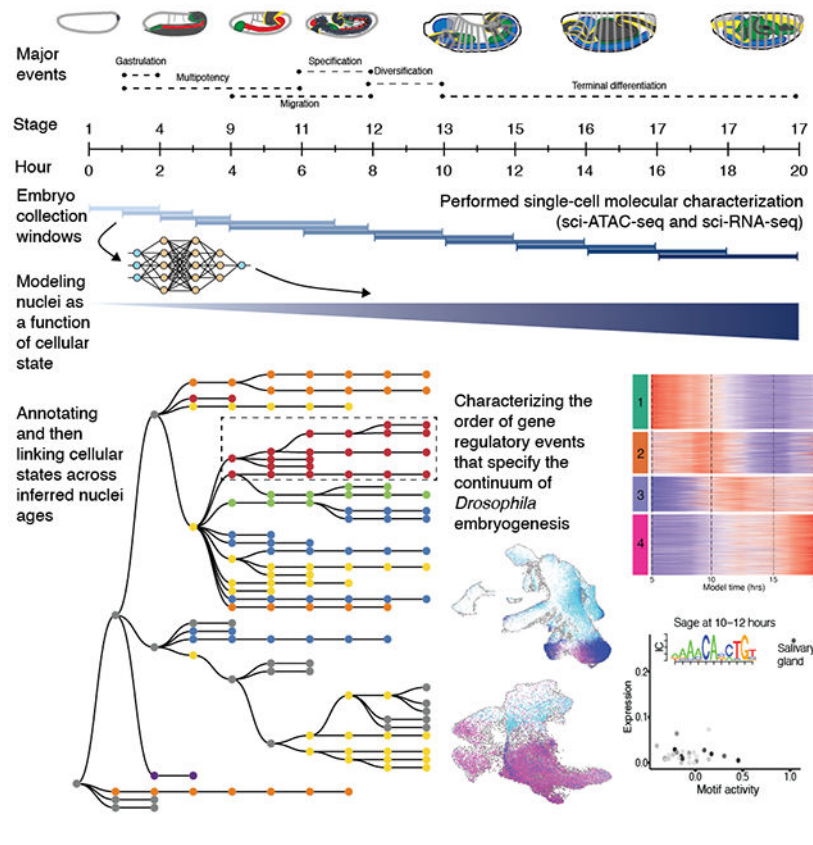 Major
events
Gastrulation
Multipotency
Specification
Diversification
Migration
Terminal differentiation
Stage 1 4 9 11 12 13 15 16 17 17 17
Hour 0 2 4 6 8 10 12 14 16 18 20
Embryo
collection
windows
Performed single-cell molecular characterization
(sci-ATAC-seq and sci-RNA-seq)
Modeling
nuclei as
a function
of cellular
state
Annotating
and then
linking cellular
states across
inferred nuclei
ages
Characterizing the
order of gene
regulatory events
that specify the
continuum of
Drosophila
embryogenesis
1
2
3
4
5 10 15
Model time (hrs)
Sage at 10–12 hours
IC
Salivary
gland
Expression
0.2
0.1
0.0
0.0 0.5 1.0
Motif activity